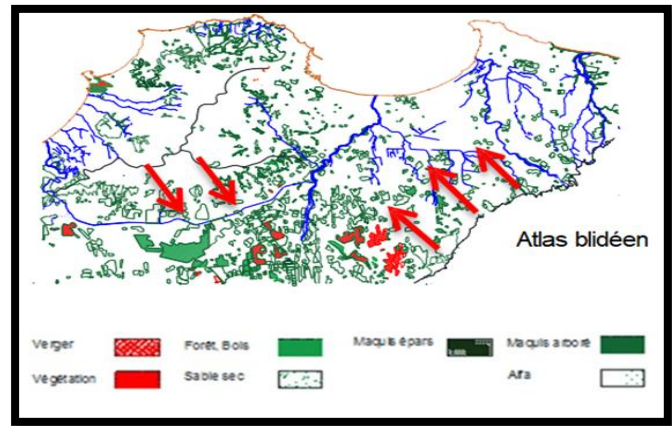 Atlas blidéen
Verger Forêt, Bois Maquis épars Maquis arboré
Végétation Sable sec Alfa